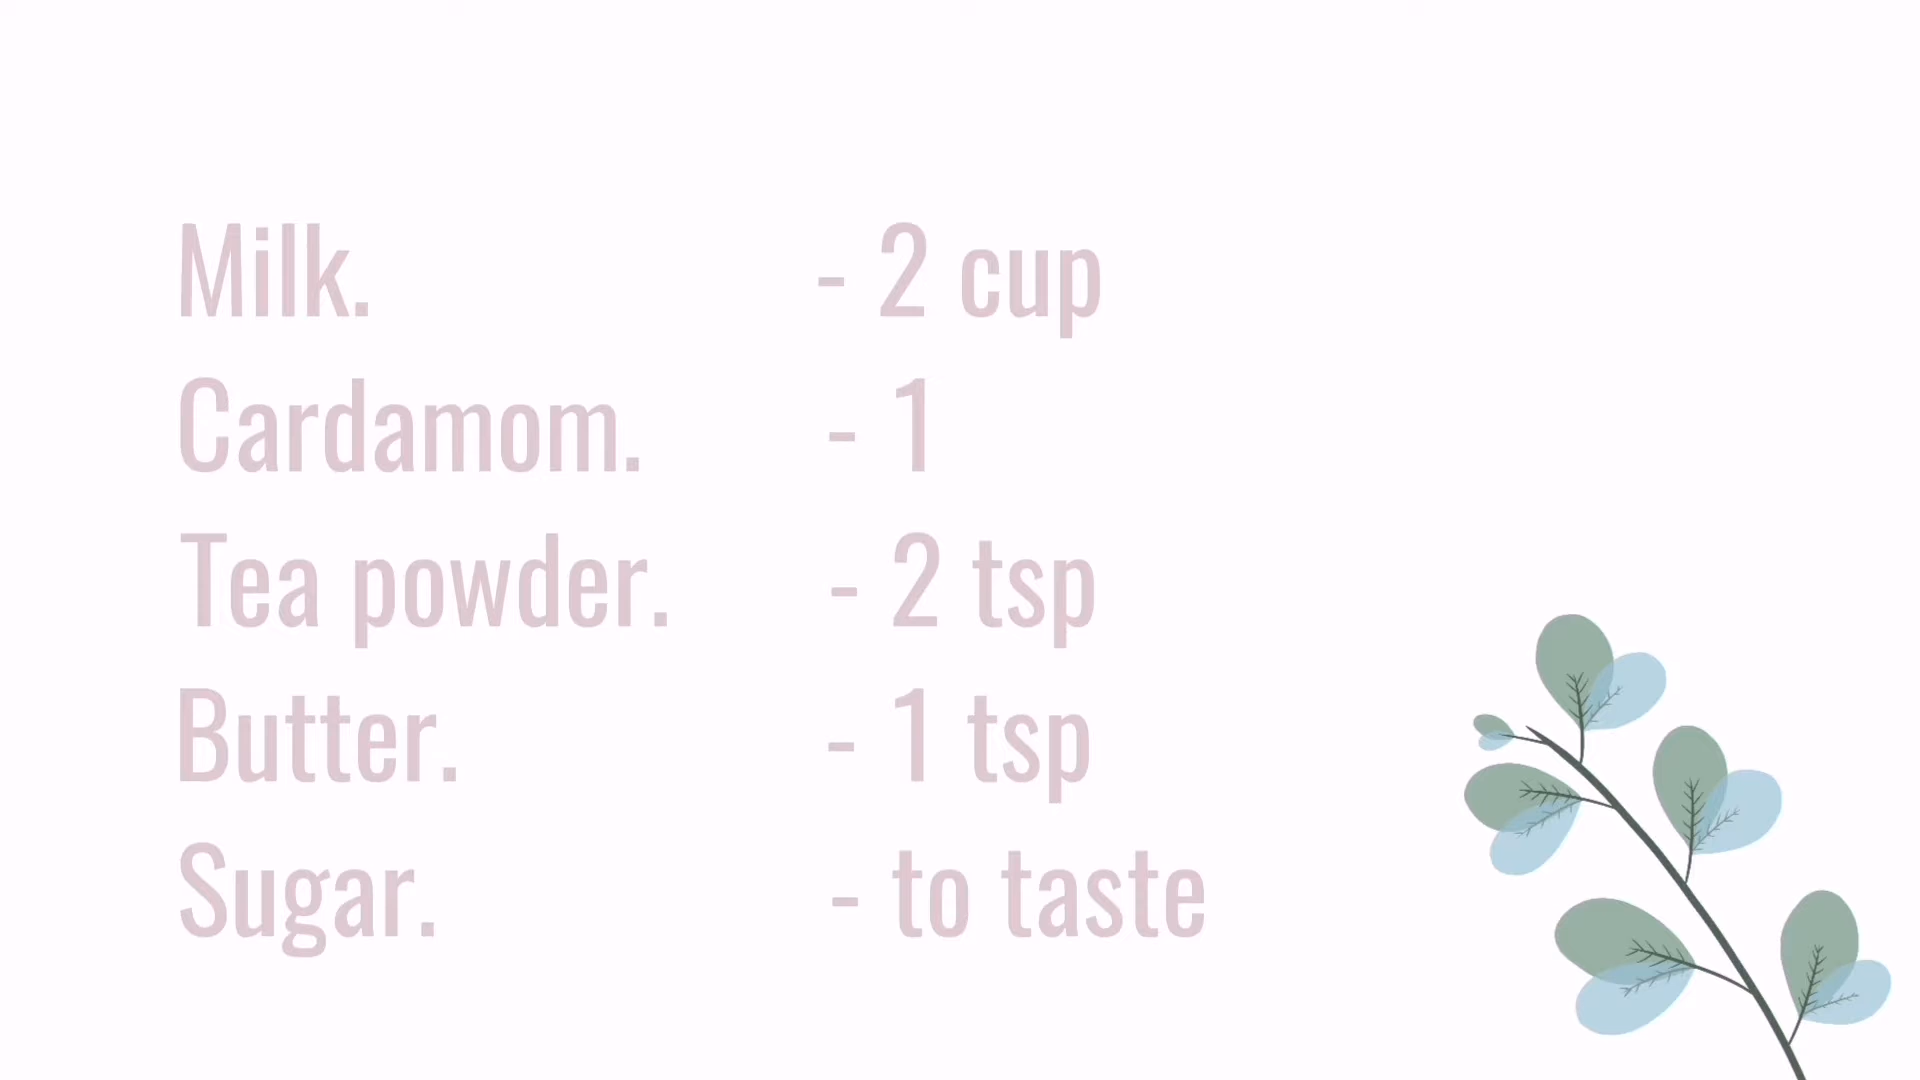 Milk. - 2 cup
Cardamom. - 1
Tea powder. - 2 tsp
Butter. - 1 tsp
Sugar. - to taste